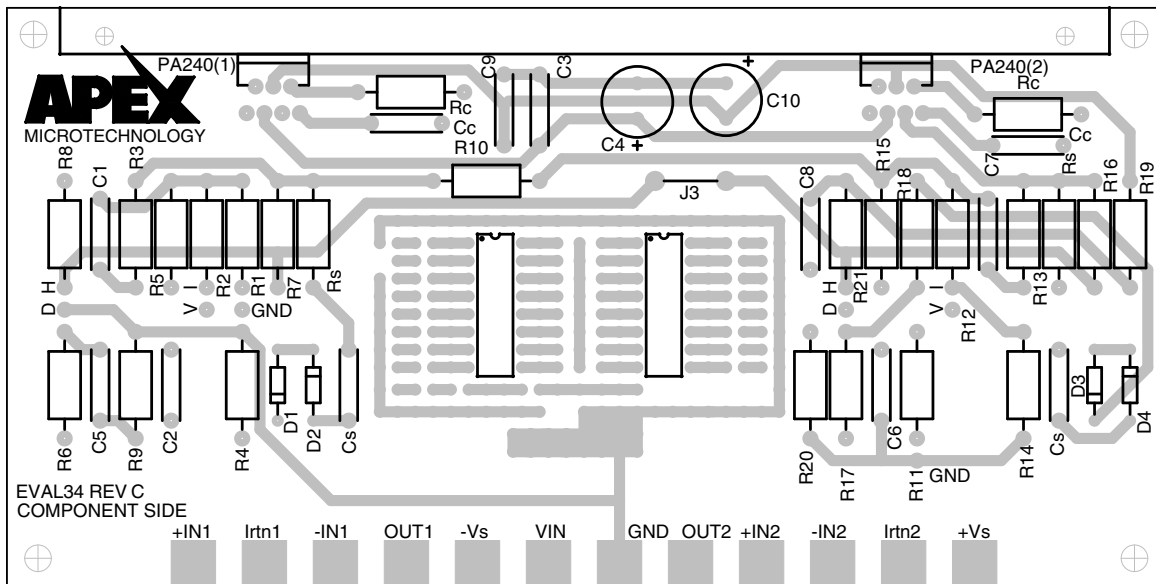 PA240(1)
C9
C3
PA240(2)
APEX
MICROTECHNOLOGY
Rc
Cc
R10
C4
+
+
C10
Rc
Cc
R8
C1
R3
J3
C8
R15
R18
C7
Rs
R16
R19
H
D
R5
I
V
R2
R1
GND
R7
Rs
H
D
R21
I
V
R12
R13
R6
C5
R9
C2
R4
D1
D2
Cs
R20
R17
C6
R11
GND
R14
Cs
D3
D4
EVAL34 REV C
COMPONENT SIDE
+IN1 Irtn1 -IN1 OUT1 -Vs VIN GND OUT2 +IN2 -IN2 Irtn2 +Vs